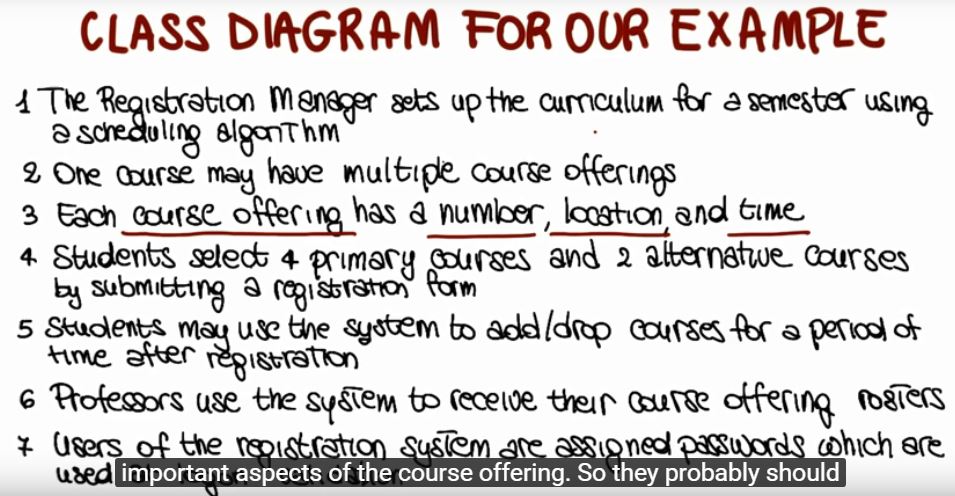 CLASS DIAGRAM FOR OUR EXAMPLE
1 The Registration Manager sets up the curriculum for a semester using
a scheduling algorithm
2 One course may have multiple course offerings
3 Each course offering has a number, location, and time
4 Students select 4 primary courses and 2 alternative courses
by submitting a registration form
5 Students may use the system to add/drop courses for a period of
time after registration
6 Professors use the system to receive their course offering rosters
7 Users of the registration system are assigned passwords which are
used
important aspects of the course offering. So they probably should